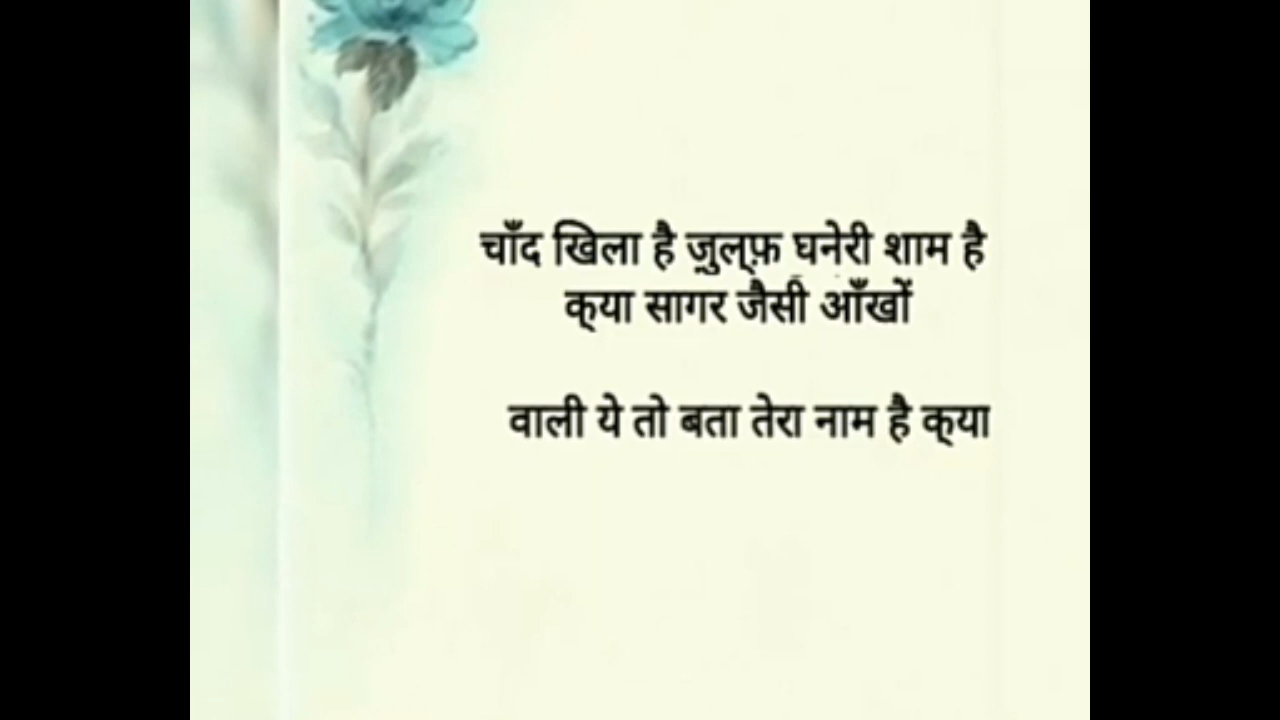 चाँद खिला है ज़ुल्फ़ घनेरी शाम है
क्या सागर जैसी आँखों
वाली ये तो बता तेरा नाम है क्या